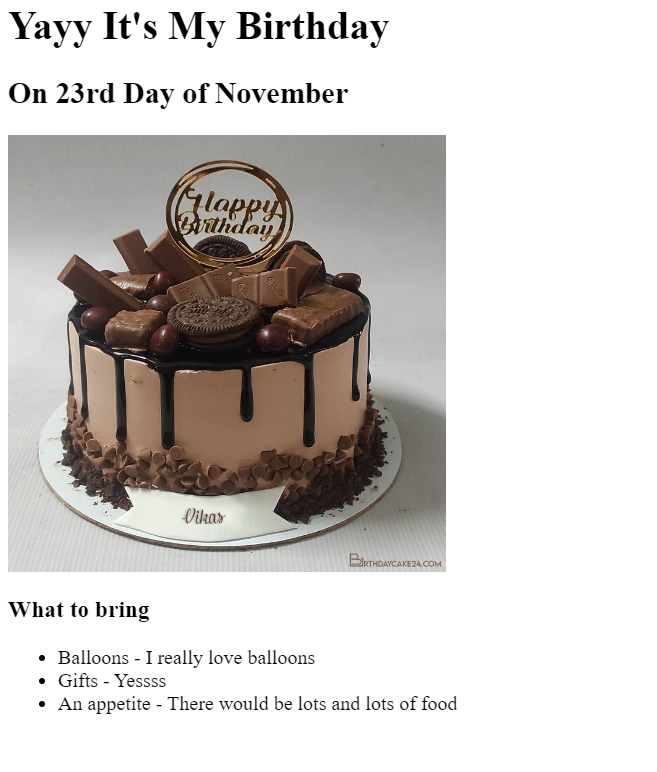 Yayy It's My Birthday
On 23rd Day of November
Happy
Birthday
Vikas
BIRTHDAYCAKE24.COM
What to bring
Balloons - I really love balloons
Gifts - Yessss
An appetite - There would be lots and lots of food